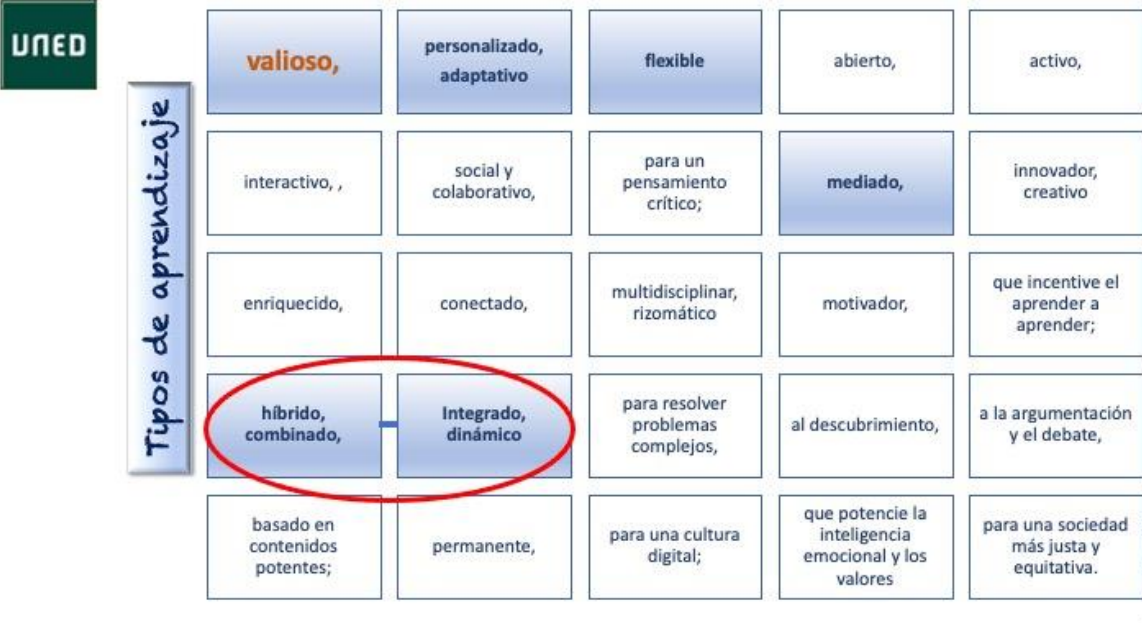 UNED
Tipos de aprendizaje
valioso,
personalizado,
adaptativo
flexible
abierto,
activo,
interactivo, ,
social y
colaborativo,
para un
pensamiento
crítico;
mediado,
innovador,
creativo
enriquecido,
conectado,
multidisciplinar,
rizomático
motivador,
que incentive el
aprender a
aprender;
híbrido,
combinado,
Integrado,
dinámico
para resolver
problemas
complejos,
al descubrimiento,
a la argumentación
y el debate,
basado en
contenidos
potentes;
permanente,
para una cultura
digital;
que potencie la
inteligencia
emocional y los
valores
para una sociedad
más justa y
equitativa.